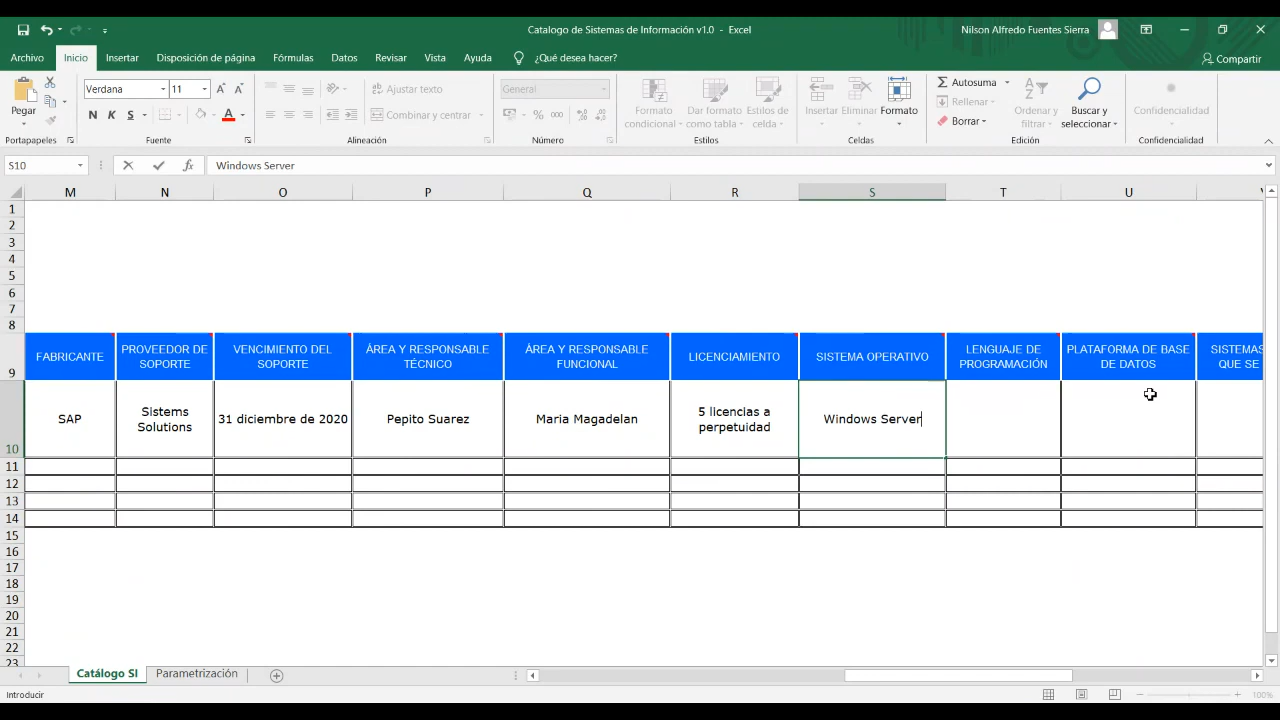 Catalogo de Sistemas de Información v1.0 - Excel
Nilson Alfredo Fuentes Sierra
Archivo Inicio Insertar Disposición de página Fórmulas Datos Revisar Vista Ayuda ¿Qué desea hacer? Compartir
Pegar
Verdana 11
N K S
Ajustar texto
Combinar y centrar
General
% 000
Formato condicional
Dar formato como tabla
Estilos de celda
Insertar Eliminar Formato
Autosuma
Rellenar
Borrar
Ordenar y filtrar
Buscar y seleccionar
Confidencialidad
Portapapeles Fuente Alineación Número Estilos Celdas Edición Confidencialidad
S10 fx Windows Server
M N O P Q R S T U
1
2
3
4
5
6
7
8
9
FABRICANTE
PROVEEDOR DE SOPORTE
VENCIMIENTO DEL SOPORTE
ÁREA Y RESPONSABLE TÉCNICO
ÁREA Y RESPONSABLE FUNCIONAL
LICENCIAMIENTO
SISTEMA OPERATIVO
LENGUAJE DE PROGRAMACIÓN
PLATAFORMA DE BASE DE DATOS
SISTEMAS
QUE SE
10
SAP
Sistems Solutions
31 diciembre de 2020
Pepito Suarez
Maria Magadelan
5 licencias a perpetuidad
Windows Server
11
12
13
14
15
16
17
18
19
20
21
22
23
Catálogo SI Parametrización
Introducir
100%